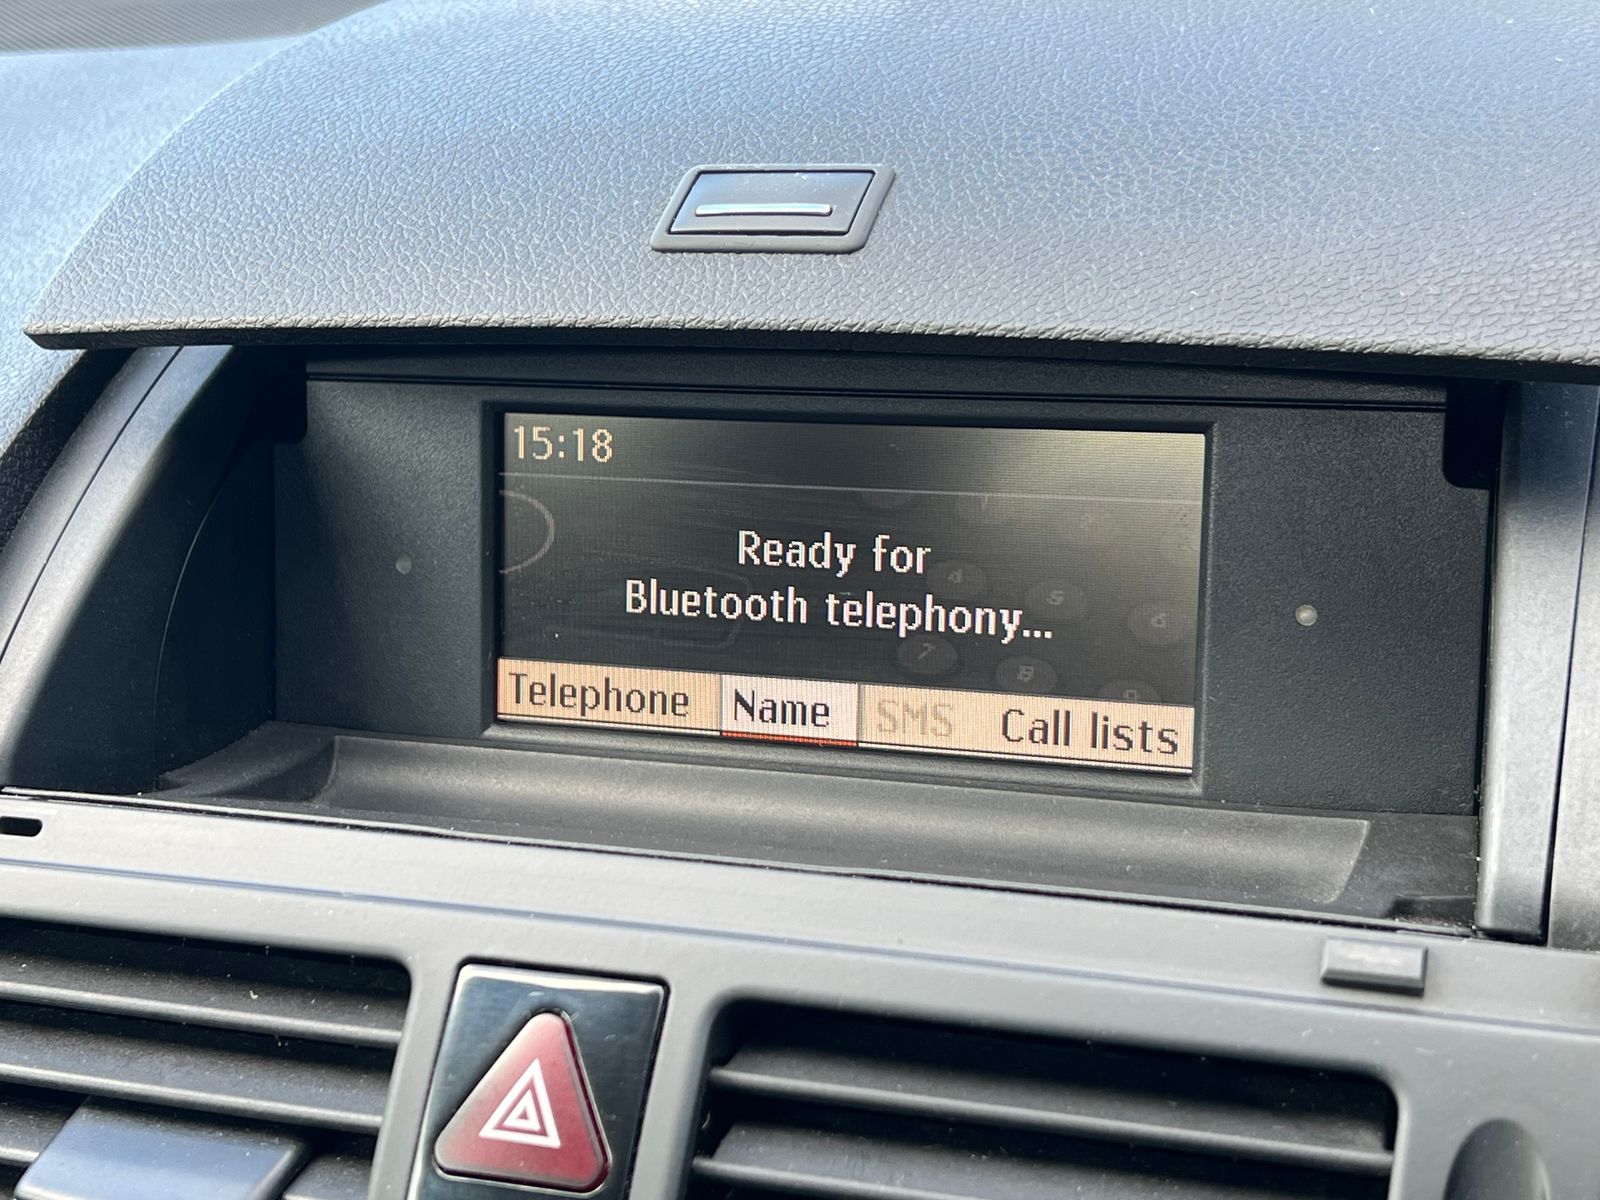 15:18
Ready for
Bluetooth telephony...
Telephone Name SMS Call lists